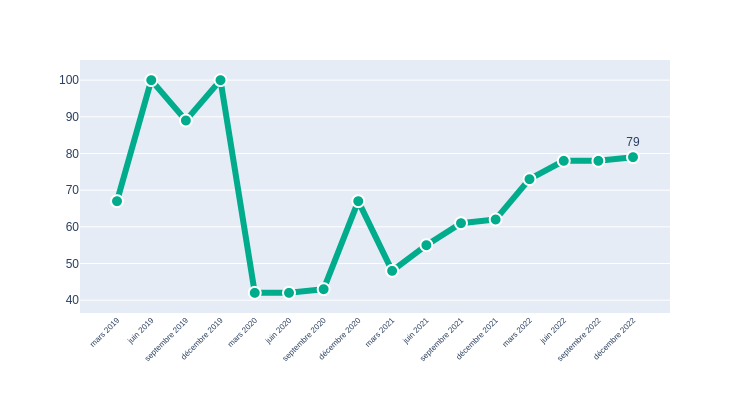 100
90
80
70
60
50
40
79
mars 2019
juin 2019
septembre 2019
décembre 2019
mars 2020
juin 2020
septembre 2020
décembre 2020
mars 2021
juin 2021
septembre 2021
décembre 2021
mars 2022
juin 2022
septembre 2022
décembre 2022